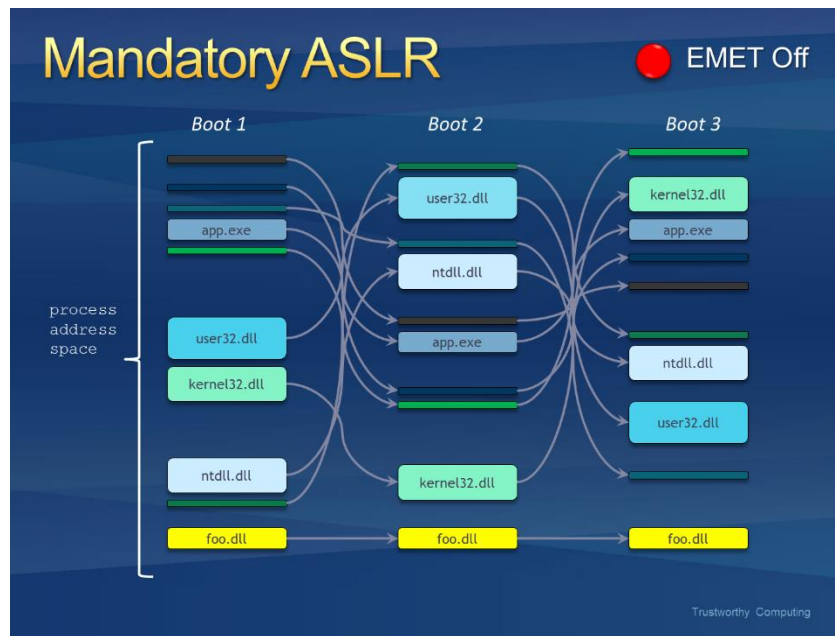 Mandatory ASLR
EMET Off
Boot 1
Boot 2
Boot 3
process
address
space
app.exe
user32.dll
kernel32.dll
ntdll.dll
foo.dll
user32.dll
ntdll.dll
app.exe
kernel32.dll
foo.dll
kernel32.dll
app.exe
ntdll.dll
user32.dll
foo.dll
Trustworthy Computing